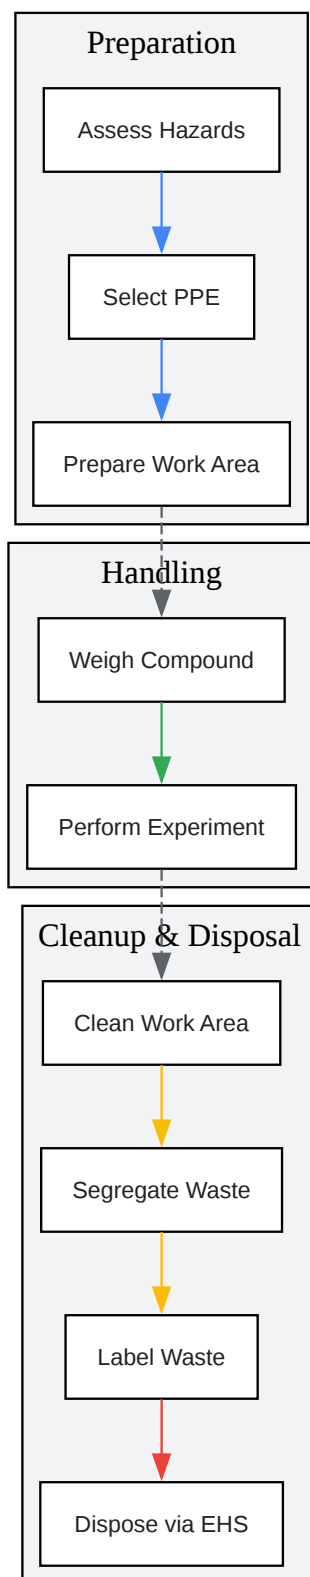 Preparation
Assess Hazards
Select PPE
Prepare Work Area
Handling
Weigh Compound
Perform Experiment
Cleanup & Disposal
Clean Work Area
Segregate Waste
Label Waste
Dispose via EHS